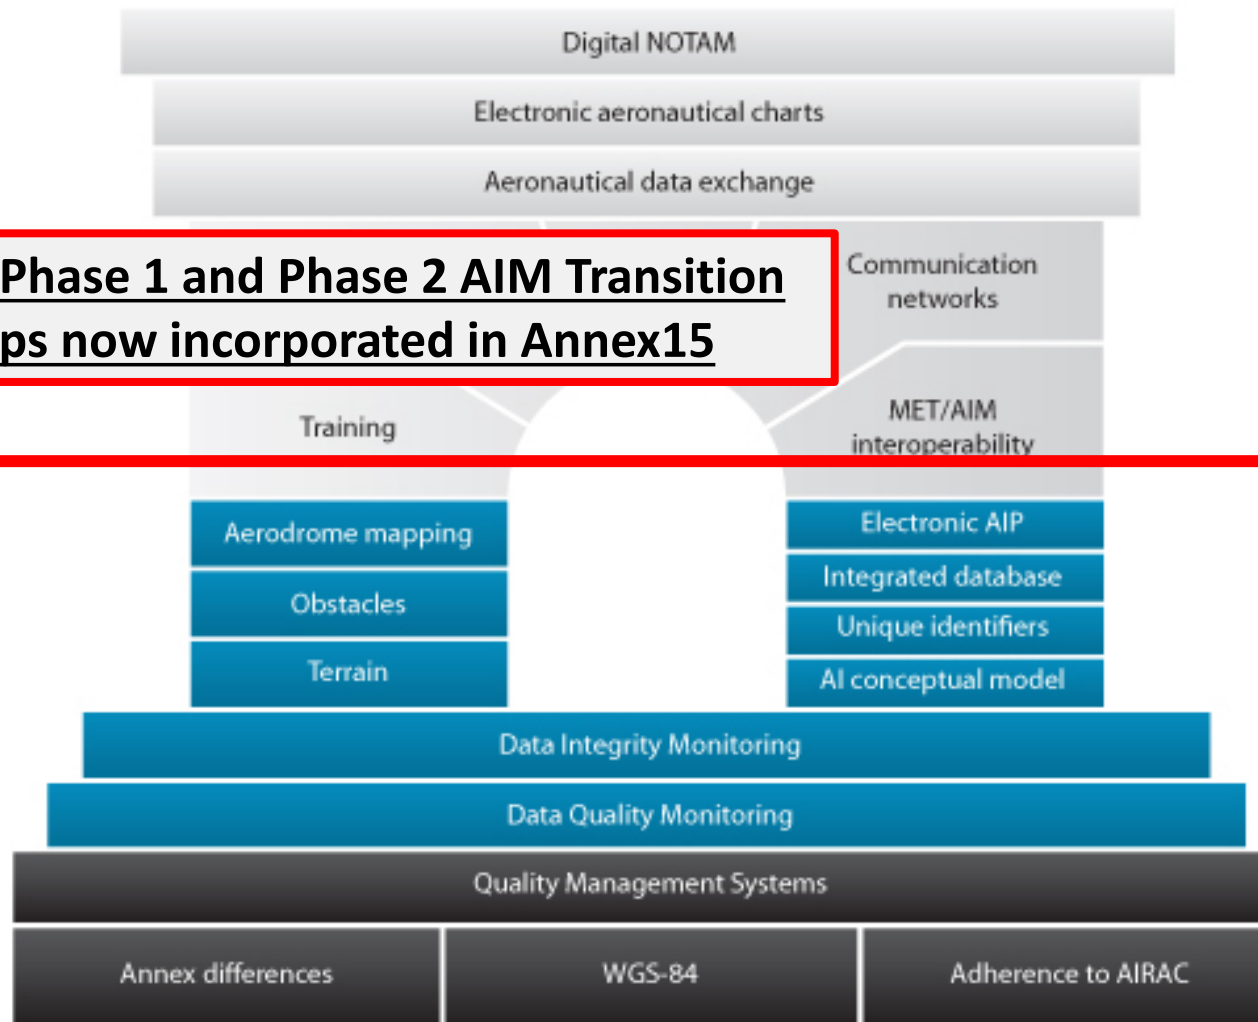 Digital NOTAM
Electronic aeronautical charts
Aeronautical data exchange
Phase 1 and Phase 2 AIM Transition
ps now incorporated in Annex15
Communication
networks
Training
MET/AIM
interoperability
Aerodrome mapping
Obstacles
Terrain
Electronic AIP
Integrated database
Unique identifiers
AI conceptual model
Data Integrity Monitoring
Data Quality Monitoring
Quality Management Systems
Annex differences
WGS-84
Adherence to AIRAC